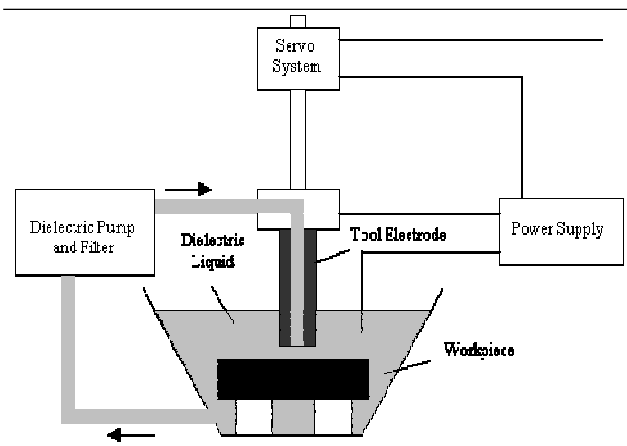 Servo
System
Dielectric Pump
and Filter
Dielectric
Liquid
Tool Electrode
Power Supply
Workpiece